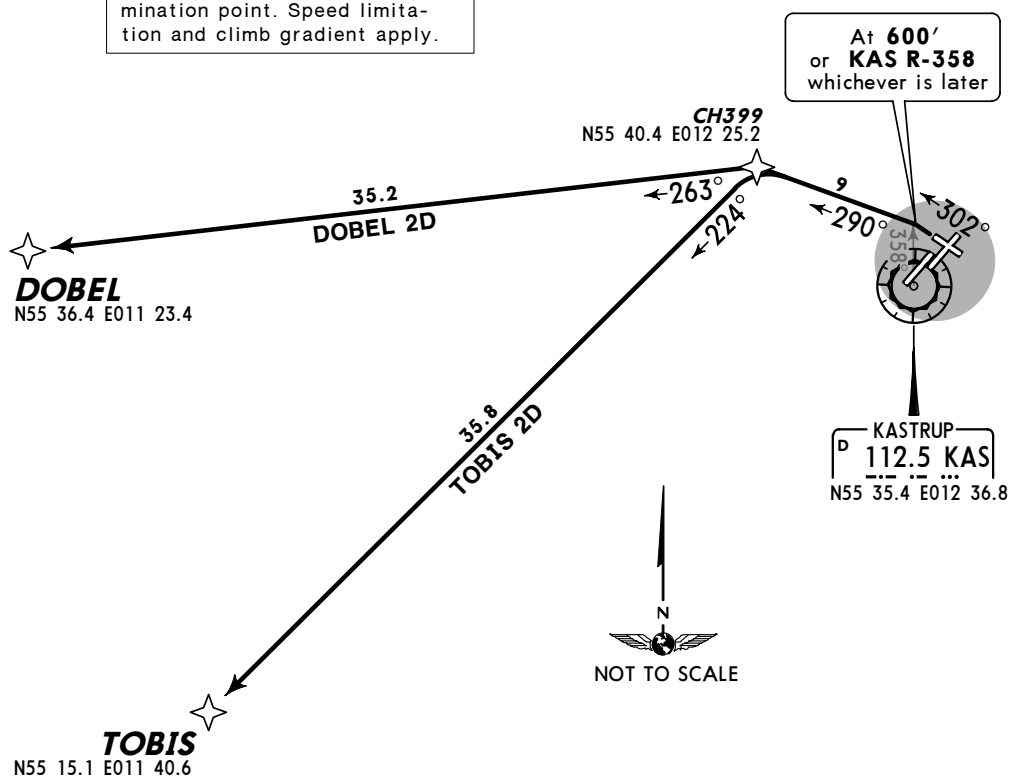 mination point. Speed limita-
tion and climb gradient apply.
At 600'
or KAS R-358
whichever is later
CH399
N55 40.4 E012 25.2
35.2
DOBEL 2D
263°
224°
9
290°
302°
358°
DOBEL
N55 36.4 E011 23.4
35.8
TOBIS 2D
KASTRUP
D 112.5 KAS
N55 35.4 E012 36.8
N
NOT TO SCALE
TOBIS
N55 15.1 E011 40.6